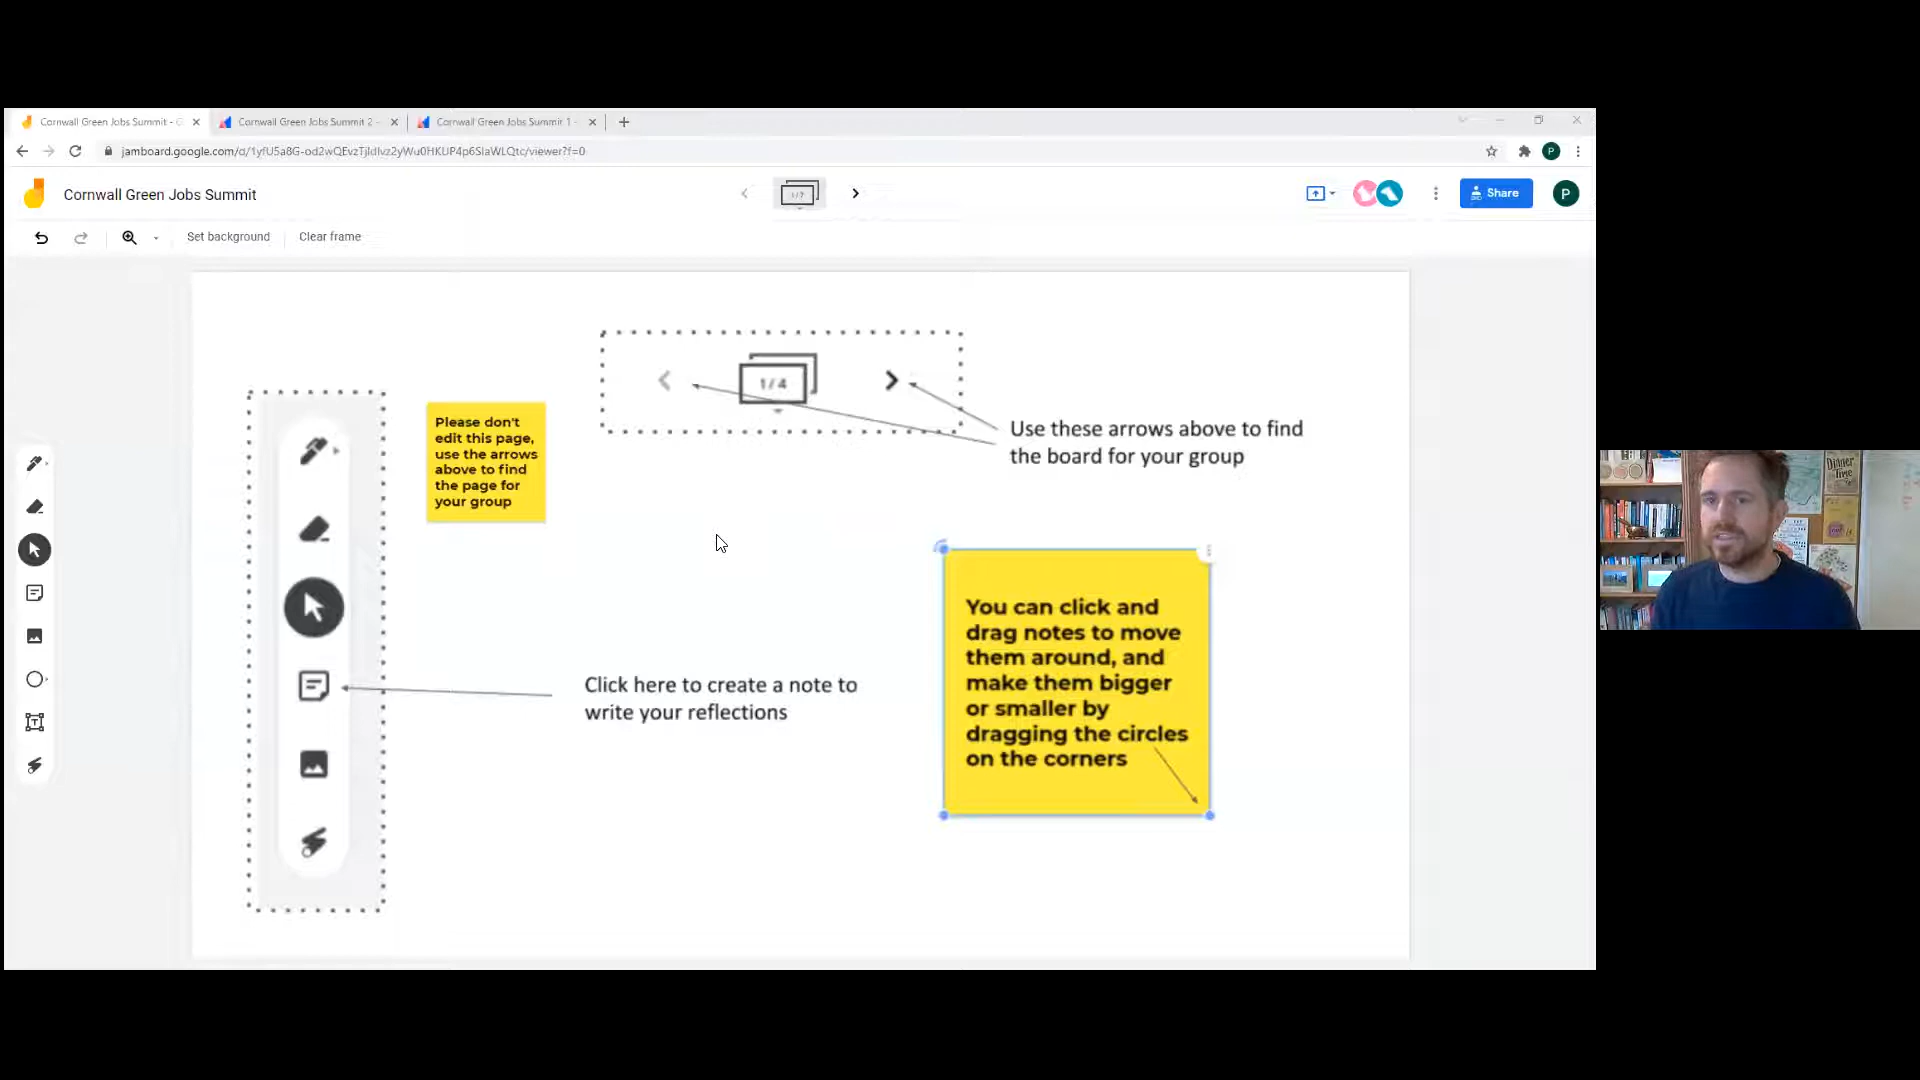 Cornwall Green Jobs Summit - G
Cornwall Green Jobs Summit 2 -
Cornwall Green Jobs Summit 1 -
P
Cornwall Green Jobs Summit
Share
P
Set background
Clear frame
1/4
Use these arrows above to find
the board for your group
Please don't
edit this page,
use the arrows
above to find
the page for
your group
You can click and
drag notes to move
them around, and
make them bigger
or smaller by
dragging the circles
on the corners
Click here to create a note to
write your reflections
Dinner
Time